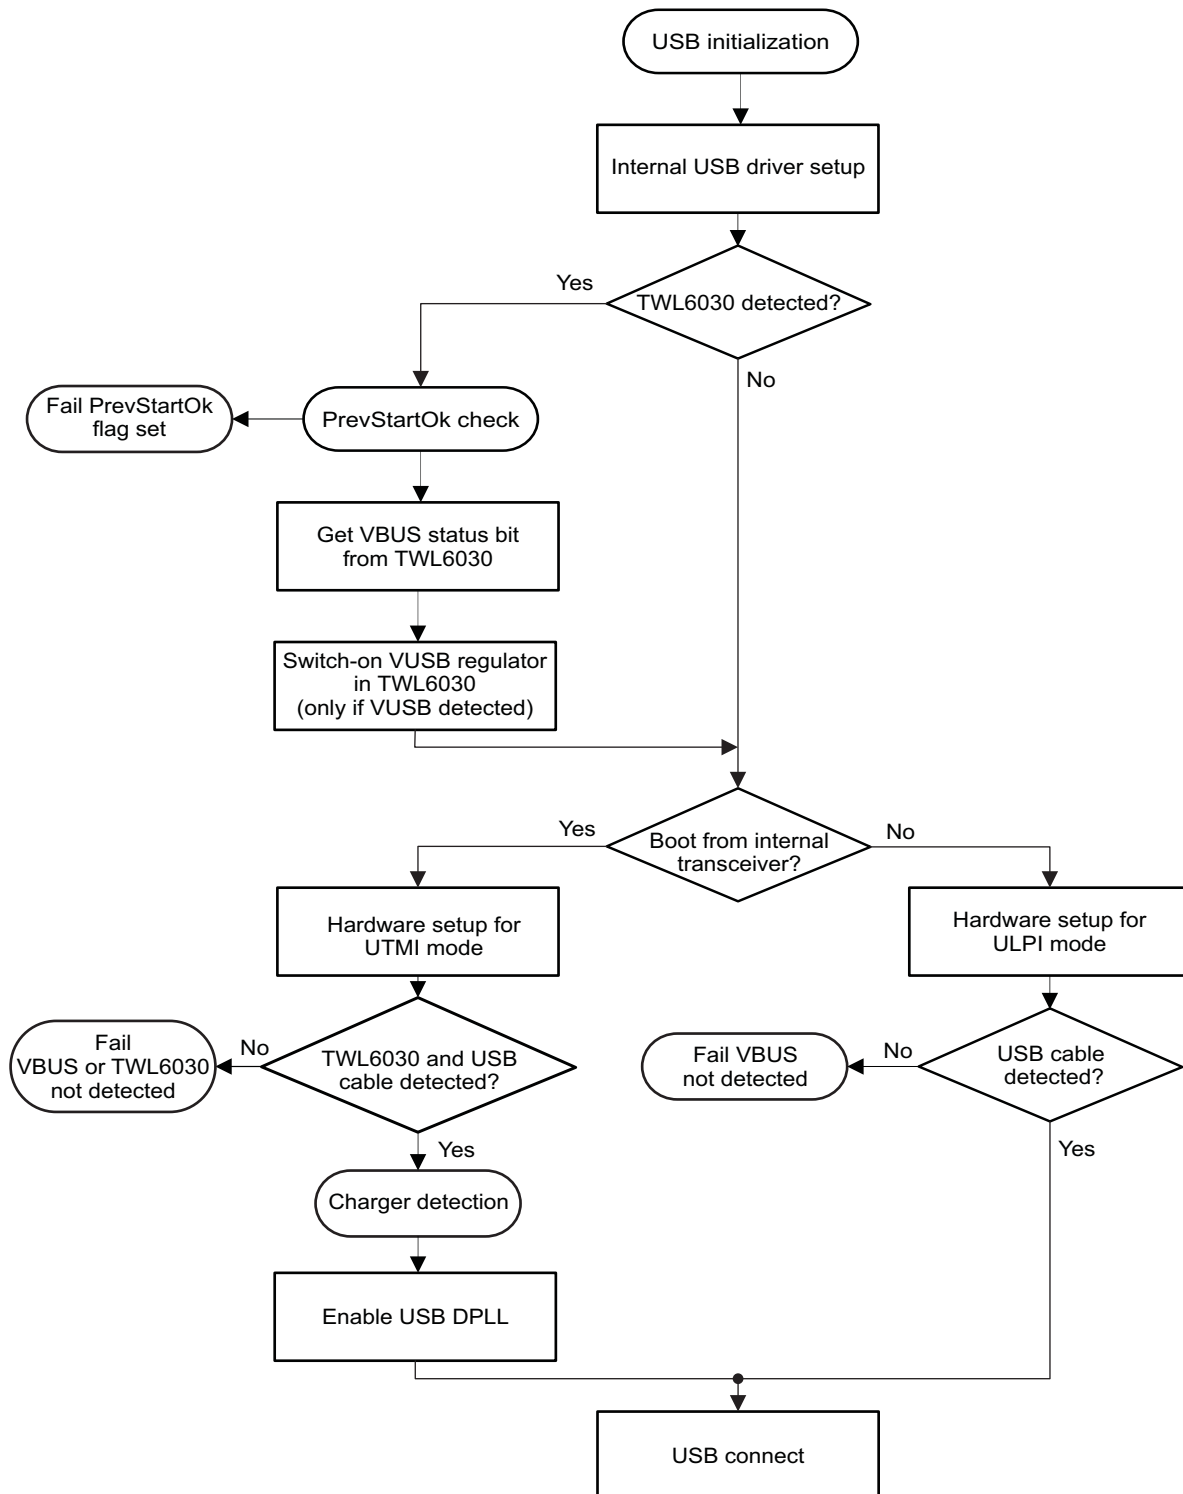 USB initialization
Internal USB driver setup
Yes
TWL6030 detected?
No
Fail PrevStartOk
flag set
PrevStartOk check
Get VBUS status bit
from TWL6030
Switch-on VUSB regulator
in TWL6030
(only if VUSB detected)
Yes
Boot from internal
transceiver?
No
Hardware setup for
UTMI mode
Hardware setup for
ULPI mode
Fail
VBUS or TWL6030
not detected
No
TWL6030 and USB
cable detected?
Fail VBUS
not detected
No
USB cable
detected?
Yes
Yes
Charger detection
Enable USB DPLL
USB connect